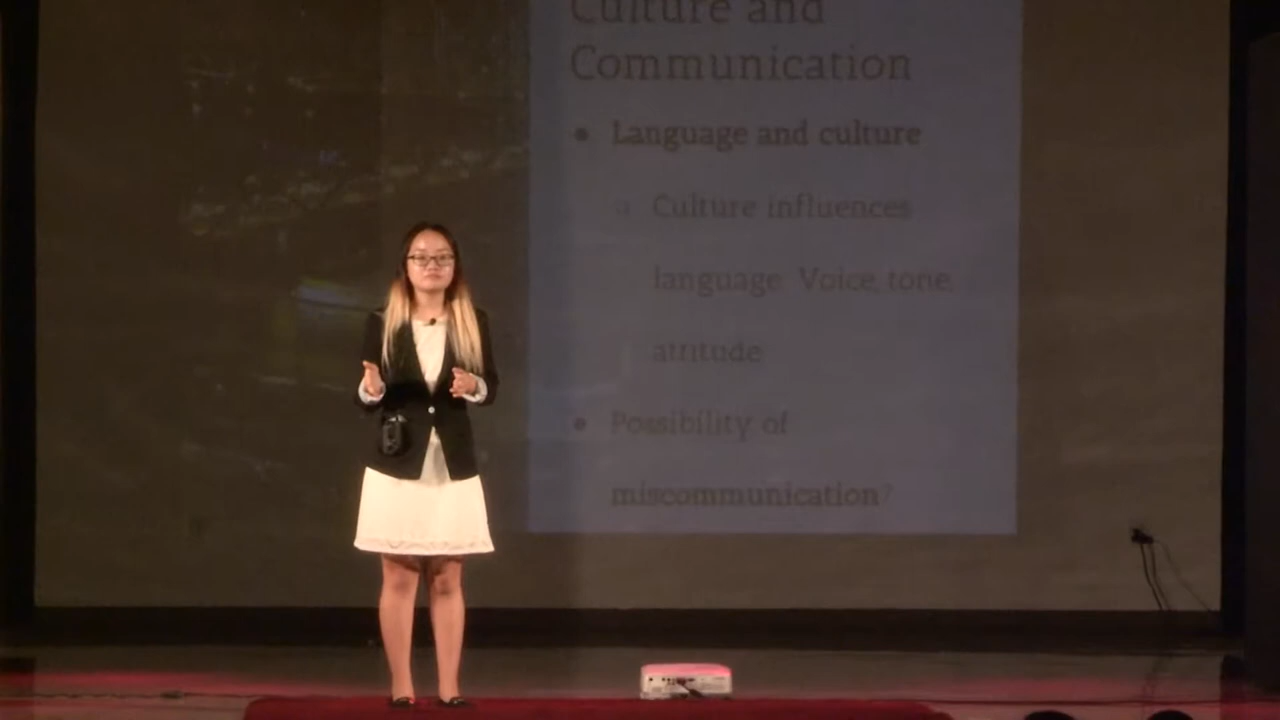 Culture and
Communication
● Language and culture
○ Culture influences
language: Voice, tone,
attitude
● Possibility of
miscommunication?